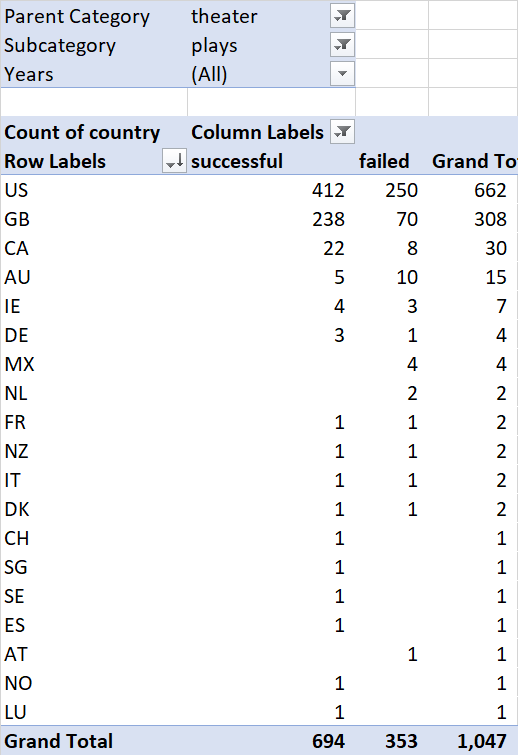 Parent Category theater
Subcategory plays
Years (All)
Count of country Column Labels
Row Labels successful failed Grand To
US 412 250 662
GB 238 70 308
CA 22 8 30
AU 5 10 15
IE 4 3 7
DE 3 1 4
MX 4 4
NL 2 2
FR 1 1 2
NZ 1 1 2
IT 1 1 2
DK 1 1 2
CH 1 1
SG 1 1
SE 1 1
ES 1 1
AT 1 1
NO 1 1
LU 1 1
Grand Total 694 353 1,047